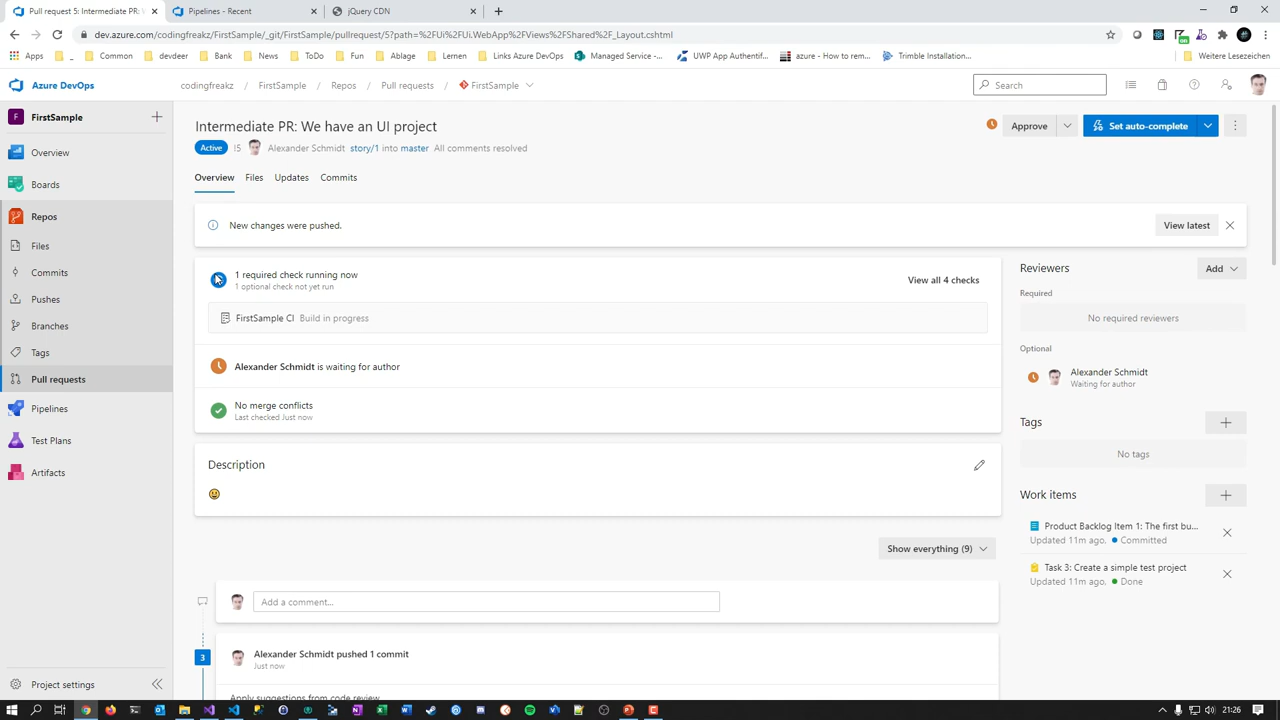 Pull request 5: Intermediate PR: W
Pipelines - Recent
jQuery CDN
dev.azure.com/codingfreakz/FirstSample/_git/FirstSample/pullrequest/5?path=%2FUi%2FUi.WebApp%2FViews%2FShared%2F_Layout.cshtml
Apps
_
Common
devdeer
Bank
News
ToDo
Fun
Ablage
Lernen
Links Azure DevOps
Managed Service -...
UWP App Authentif...
azure - How to rem...
Trimble Installation...
Weitere Lesezeichen
Azure DevOps
codingfreakz / FirstSample / Repos / Pull requests / FirstSample
Search
F FirstSample
Overview
Boards
Repos
Files
Commits
Pushes
Branches
Tags
Pull requests
Pipelines
Test Plans
Artifacts
Project settings
Intermediate PR: We have an UI project
Approve
Set auto-complete
Active !5 Alexander Schmidt story/1 into master All comments resolved
Overview Files Updates Commits
New changes were pushed.
View latest
1 required check running now
1 optional check not yet run
View all 4 checks
FirstSample CI Build in progress
Alexander Schmidt is waiting for author
No merge conflicts
Last checked Just now
Description
Show everything (9)
Add a comment...
3
Alexander Schmidt pushed 1 commit
Just now
Apply suggestions from code review
Reviewers
Add
Required
No required reviewers
Optional
Alexander Schmidt
Waiting for author
Tags
No tags
Work items
Product Backlog Item 1: The first bu...
Updated 11m ago. Committed
Task 3: Create a simple test project
Updated 11m ago. Done
21:26